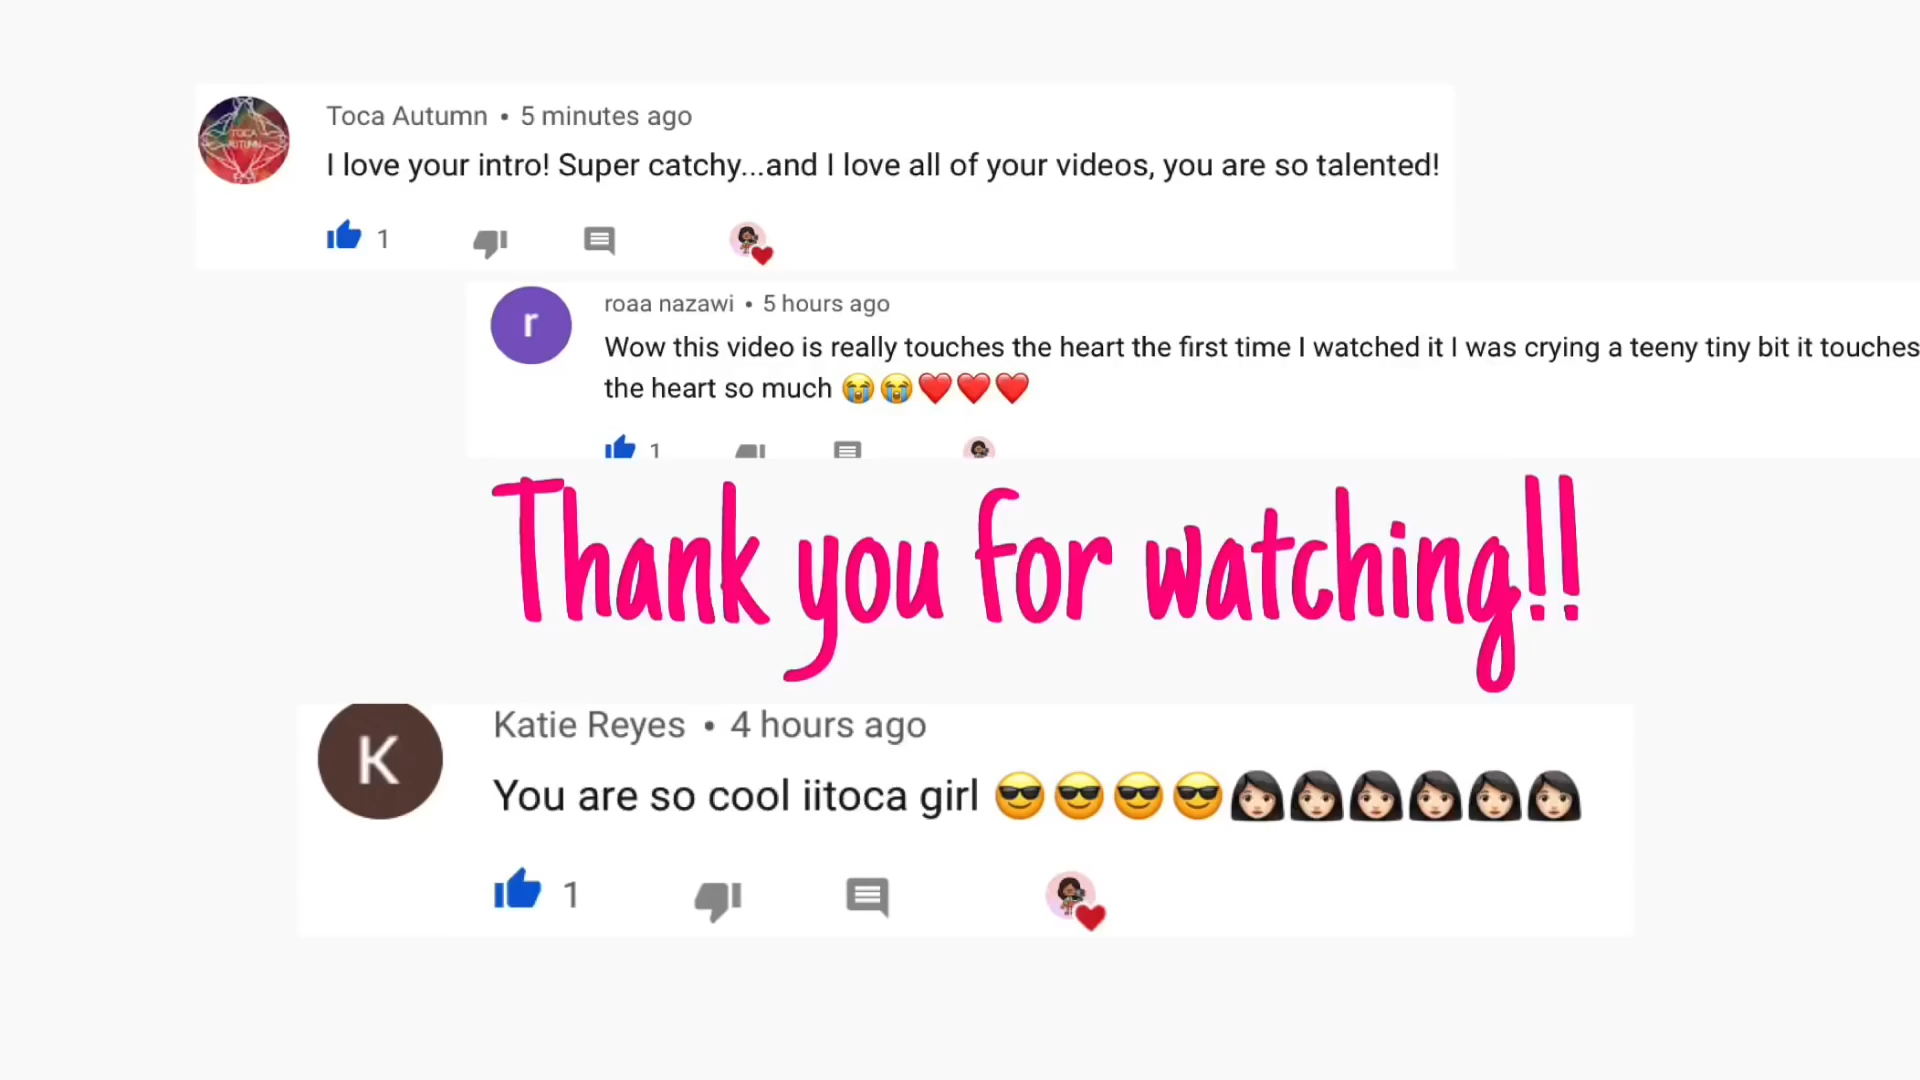 TOCA
AUTUMN
Toca Autumn • 5 minutes ago
I love your intro! Super catchy...and I love all of your videos, you are so talented!
1
r
roaa nazawi • 5 hours ago
Wow this video is really touches the heart the first time I watched it I was crying a teeny tiny bit it touches
the heart so much 😭😭❤️❤️❤️
1
Thank you for watching!!
K
Katie Reyes • 4 hours ago
You are so cool iitoca girl 😎😎😎😎👩🏻👩🏻👩🏻👩🏻👩🏻👩🏻
1